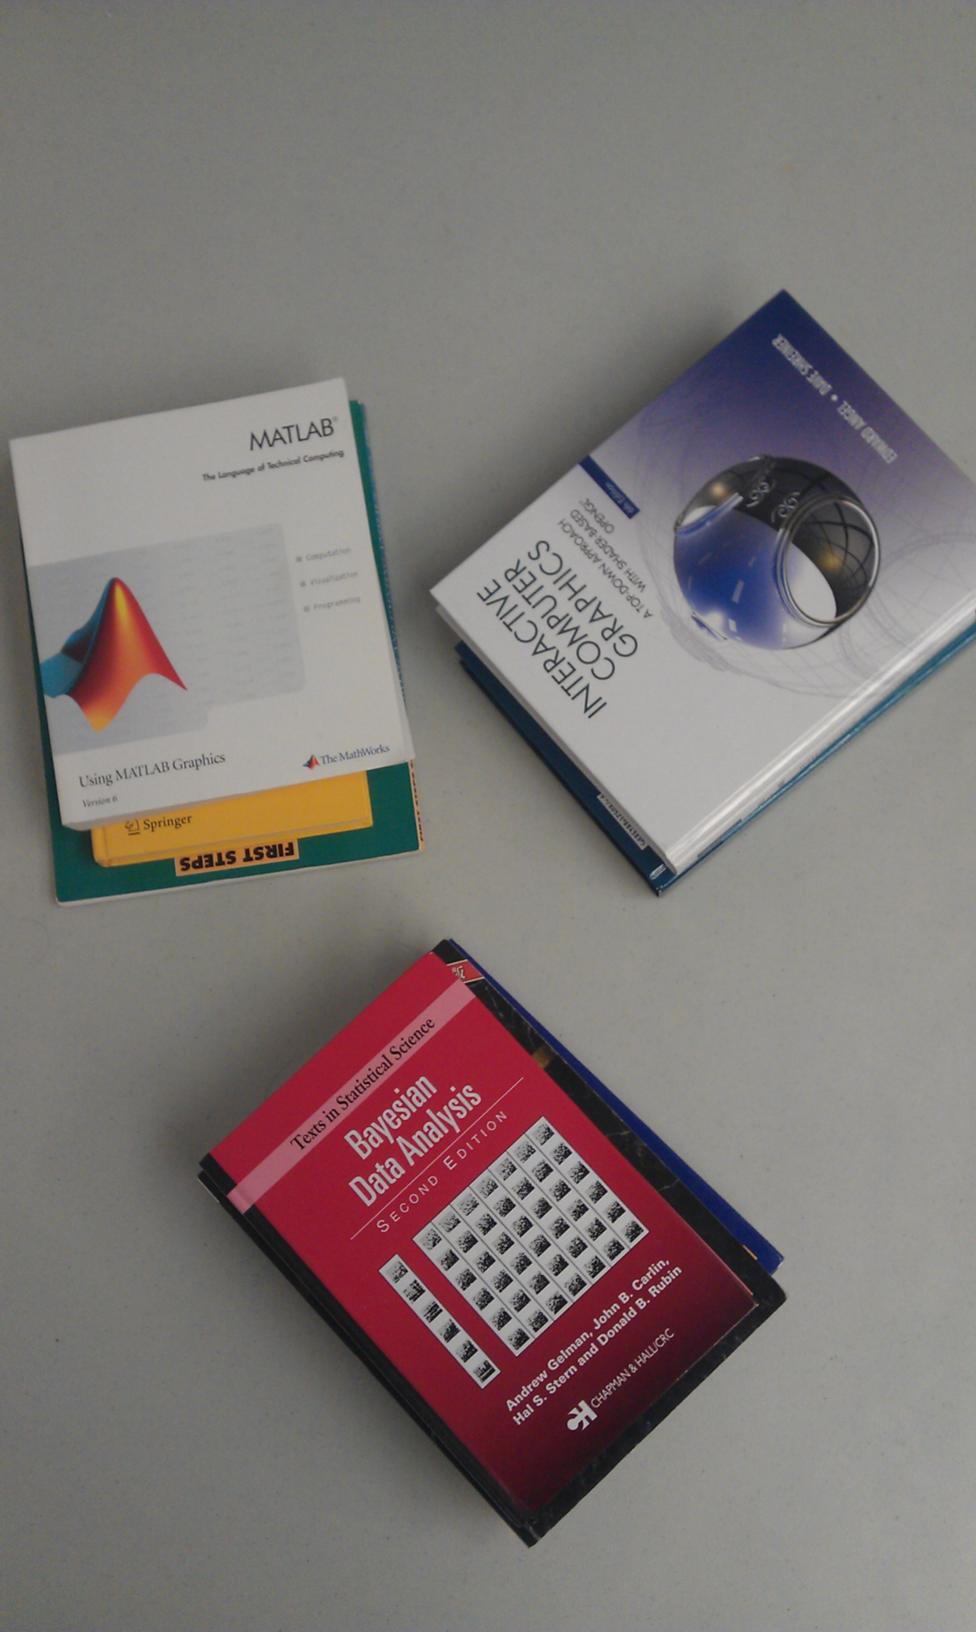 MATLAB®
The Language of Technical Computing
Computation
Visualization
Programming
Using MATLAB Graphics
Version 6
The MathWorks
Springer
FIRST STEPS
EDWARD ANGEL • DAVE SHREINER
6th Edition
INTERACTIVE
COMPUTER
GRAPHICS
A TOP-DOWN APPROACH
WITH SHADER-BASED
OPENGL®
Texts in Statistical Science
Bayesian
Data Analysis
SECOND EDITION
Andrew Gelman, John B. Carlin,
Hal S. Stern and Donald B. Rubin
CHAPMAN & HALL/CRC